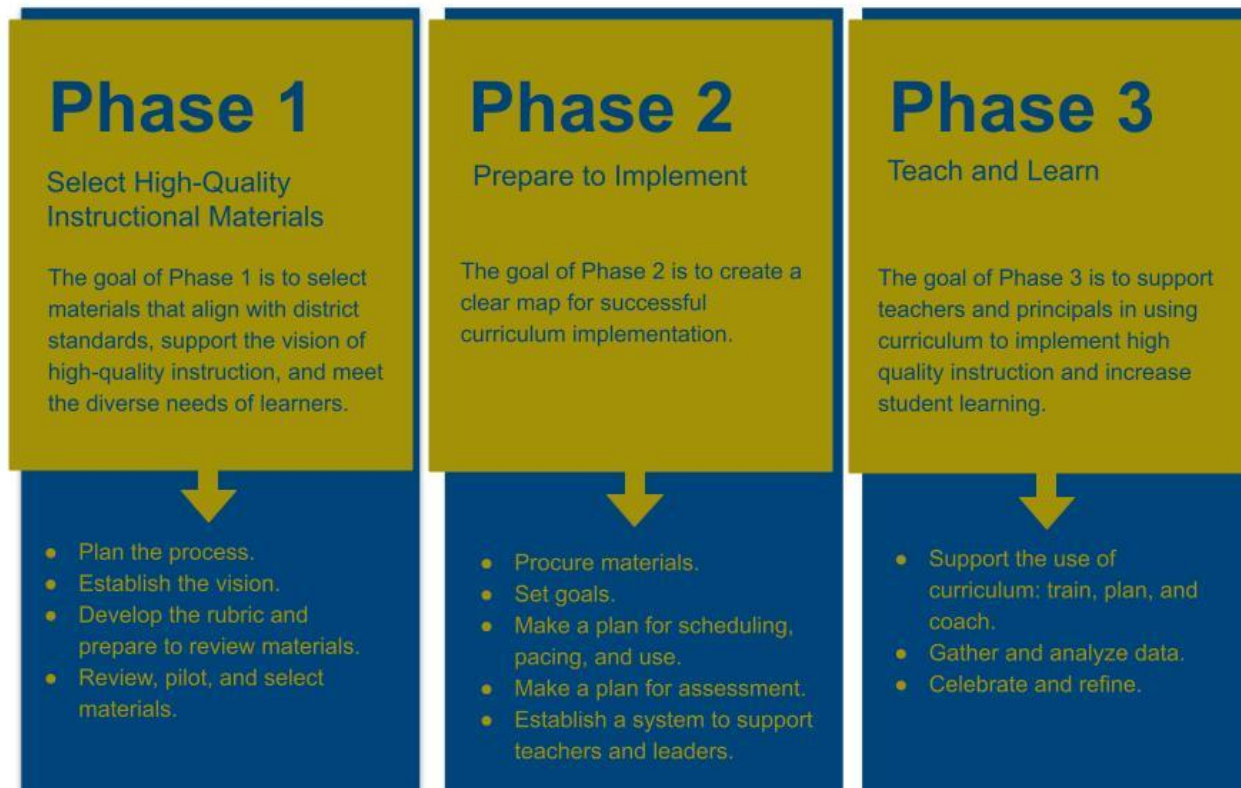 Phase 1
Select High-Quality
Instructional Materials
The goal of Phase 1 is to select
materials that align with district
standards, support the vision of
high-quality instruction, and meet
the diverse needs of learners.
● Plan the process.
● Establish the vision.
● Develop the rubric and
prepare to review materials.
● Review, pilot, and select
materials.
Phase 2
Prepare to Implement
The goal of Phase 2 is to create a
clear map for successful
curriculum implementation.
● Procure materials.
● Set goals.
● Make a plan for scheduling,
pacing, and use.
● Make a plan for assessment.
● Establish a system to support
teachers and leaders.
Phase 3
Teach and Learn
The goal of Phase 3 is to support
teachers and principals in using
curriculum to implement high
quality instruction and increase
student learning.
● Support the use of
curriculum: train, plan, and
coach.
● Gather and analyze data.
● Celebrate and refine.